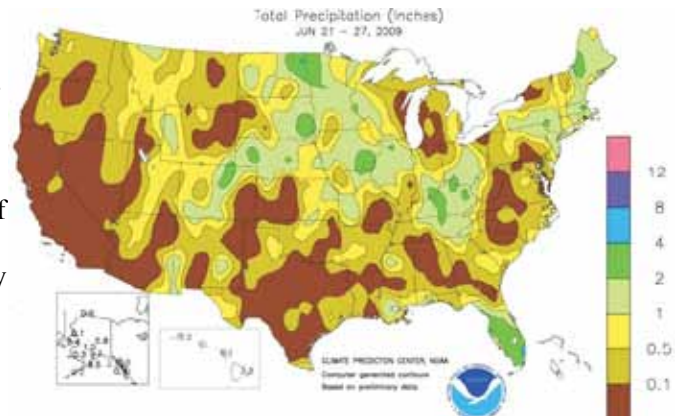 Total Precipitation (Inches)
JUN 21 - 27, 2009
of
y
12
8
4
2
1
0.5
0.1
CLIMATE PREDICTION CENTER, NOAA
Computer generated contours
Based on preliminary data